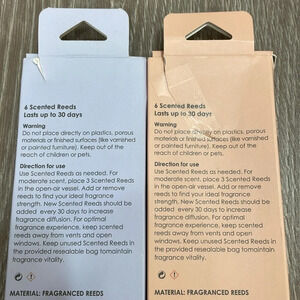 6 Scented Reeds
Lasts up to 30 days
Warning
Do not place directly on plastics, porous
materials or finished surfaces (like varnished
or painted furniture). Keep out of the
reach of children or pets.
Direction for use
Use Scented Reeds as needed. For
moderate scent, place 3 Scented Reeds
in the open-air vessel. Add or remove
reeds to find your ideal fragrance
strength. New Scented Reeds should be
added every 30 days to increase
fragrance diffusion. For optimal
fragrance experience, keep scented
reeds away from vents and open
windows. Keep unused Scented Reeds in
the provided resealable bag tomaintain
fragrance vitality.
MATERIAL: FRAGRANCED REEDS
6 Scented Reeds
Lasts up to 30 days
Warning
Do not place directly on plastics, porous
materials or finished surfaces (like varnished
or painted furniture). Keep out of the
reach of children or pets.
Direction for use
Use Scented Reeds as needed. For
moderate scent, place 3 Scented Reeds
in the open-air vessel. Add or remove
reeds to find your ideal fragrance
strength. New Scented Reeds should be
added every 30 days to increase
fragrance diffusion. For optimal
fragrance experience, keep scented
reeds away from vents and open
windows. Keep unused Scented Reeds in
the provided resealable bag tomaintain
fragrance vitality.
MATERIAL: FRAGRANCED REEDS